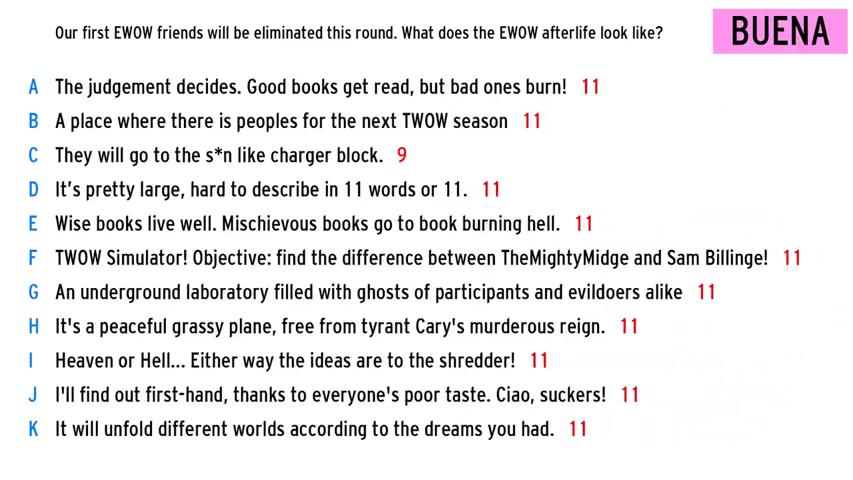 Our first EWOW friends will be eliminated this round. What does the EWOW afterlife look like?
BUENA
A The judgement decides. Good books get read, but bad ones burn! 11
B A place where there is peoples for the next TWOW season 11
C They will go to the s*n like charger block. 9
D It's pretty large, hard to describe in 11 words or 11. 11
E Wise books live well. Mischievous books go to book burning hell. 11
F TWOW Simulator! Objective: find the difference between TheMightyMidge and Sam Billinge! 11
G An underground laboratory filled with ghosts of participants and evildoers alike 11
H It's a peaceful grassy plane, free from tyrant Cary's murderous reign. 11
I Heaven or Hell... Either way the ideas are to the shredder! 11
J I'll find out first-hand, thanks to everyone's poor taste. Ciao, suckers! 11
K It will unfold different worlds according to the dreams you had. 11